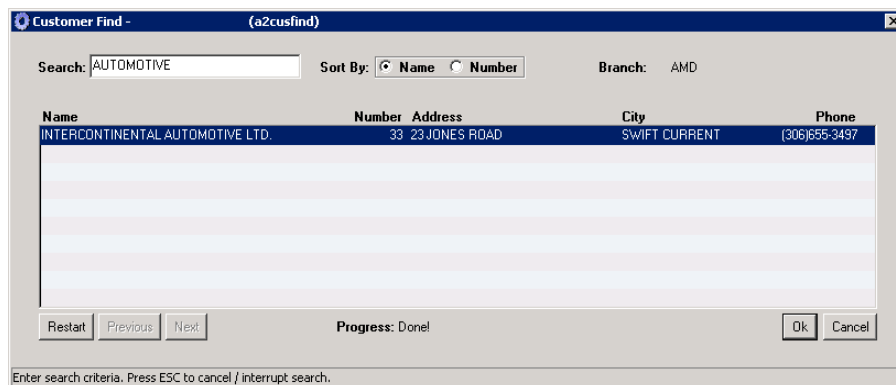 Customer Find - (a2cusfind)
Search: AUTOMOTIVE Sort By: Name Number Branch: AMD
Name Number Address City Phone
INTERCONTINENTAL AUTOMOTIVE LTD. 33 23 JONES ROAD SWIFT CURRENT (306)655-3497
Restart Previous Next Progress: Done! Ok Cancel
Enter search criteria. Press ESC to cancel / interrupt search.